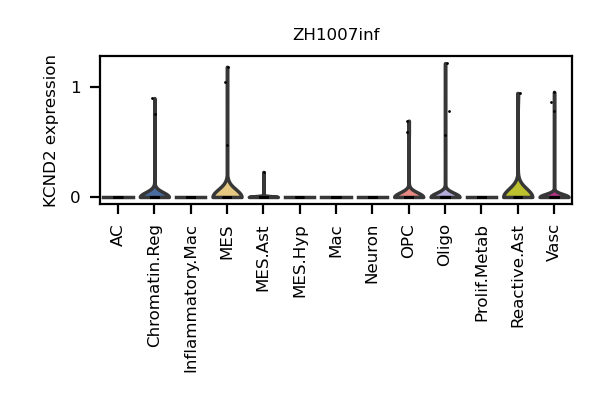 ZH1007inf
KCND2 expression
1
0
AC
Chromatin.Reg
Inflammatory.Mac
MES
MES.Ast
MES.Hyp
Mac
Neuron
OPC
Oligo
Prolif.Metab
Reactive.Ast
Vasc